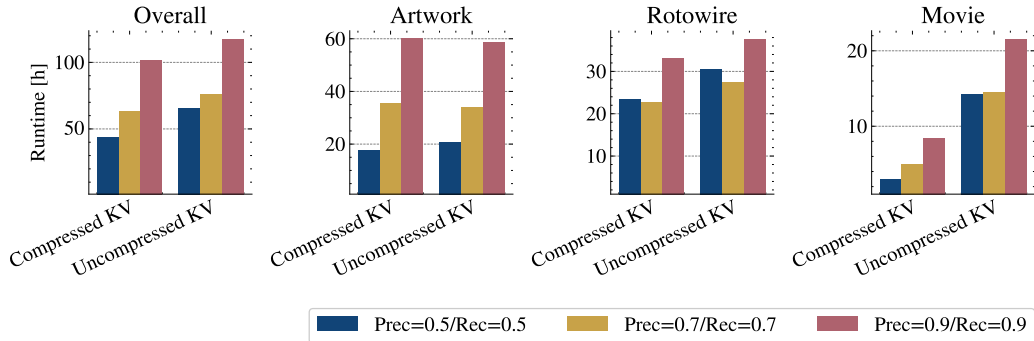 Overall
Artwork
Rotowire
Movie
Runtime [h]
100
50
60
40
20
30
20
10
20
10
Compressed KV
Uncompressed KV
Compressed KV
Uncompressed KV
Compressed KV
Uncompressed KV
Compressed KV
Uncompressed KV
Prec=0.5/Rec=0.5
Prec=0.7/Rec=0.7
Prec=0.9/Rec=0.9